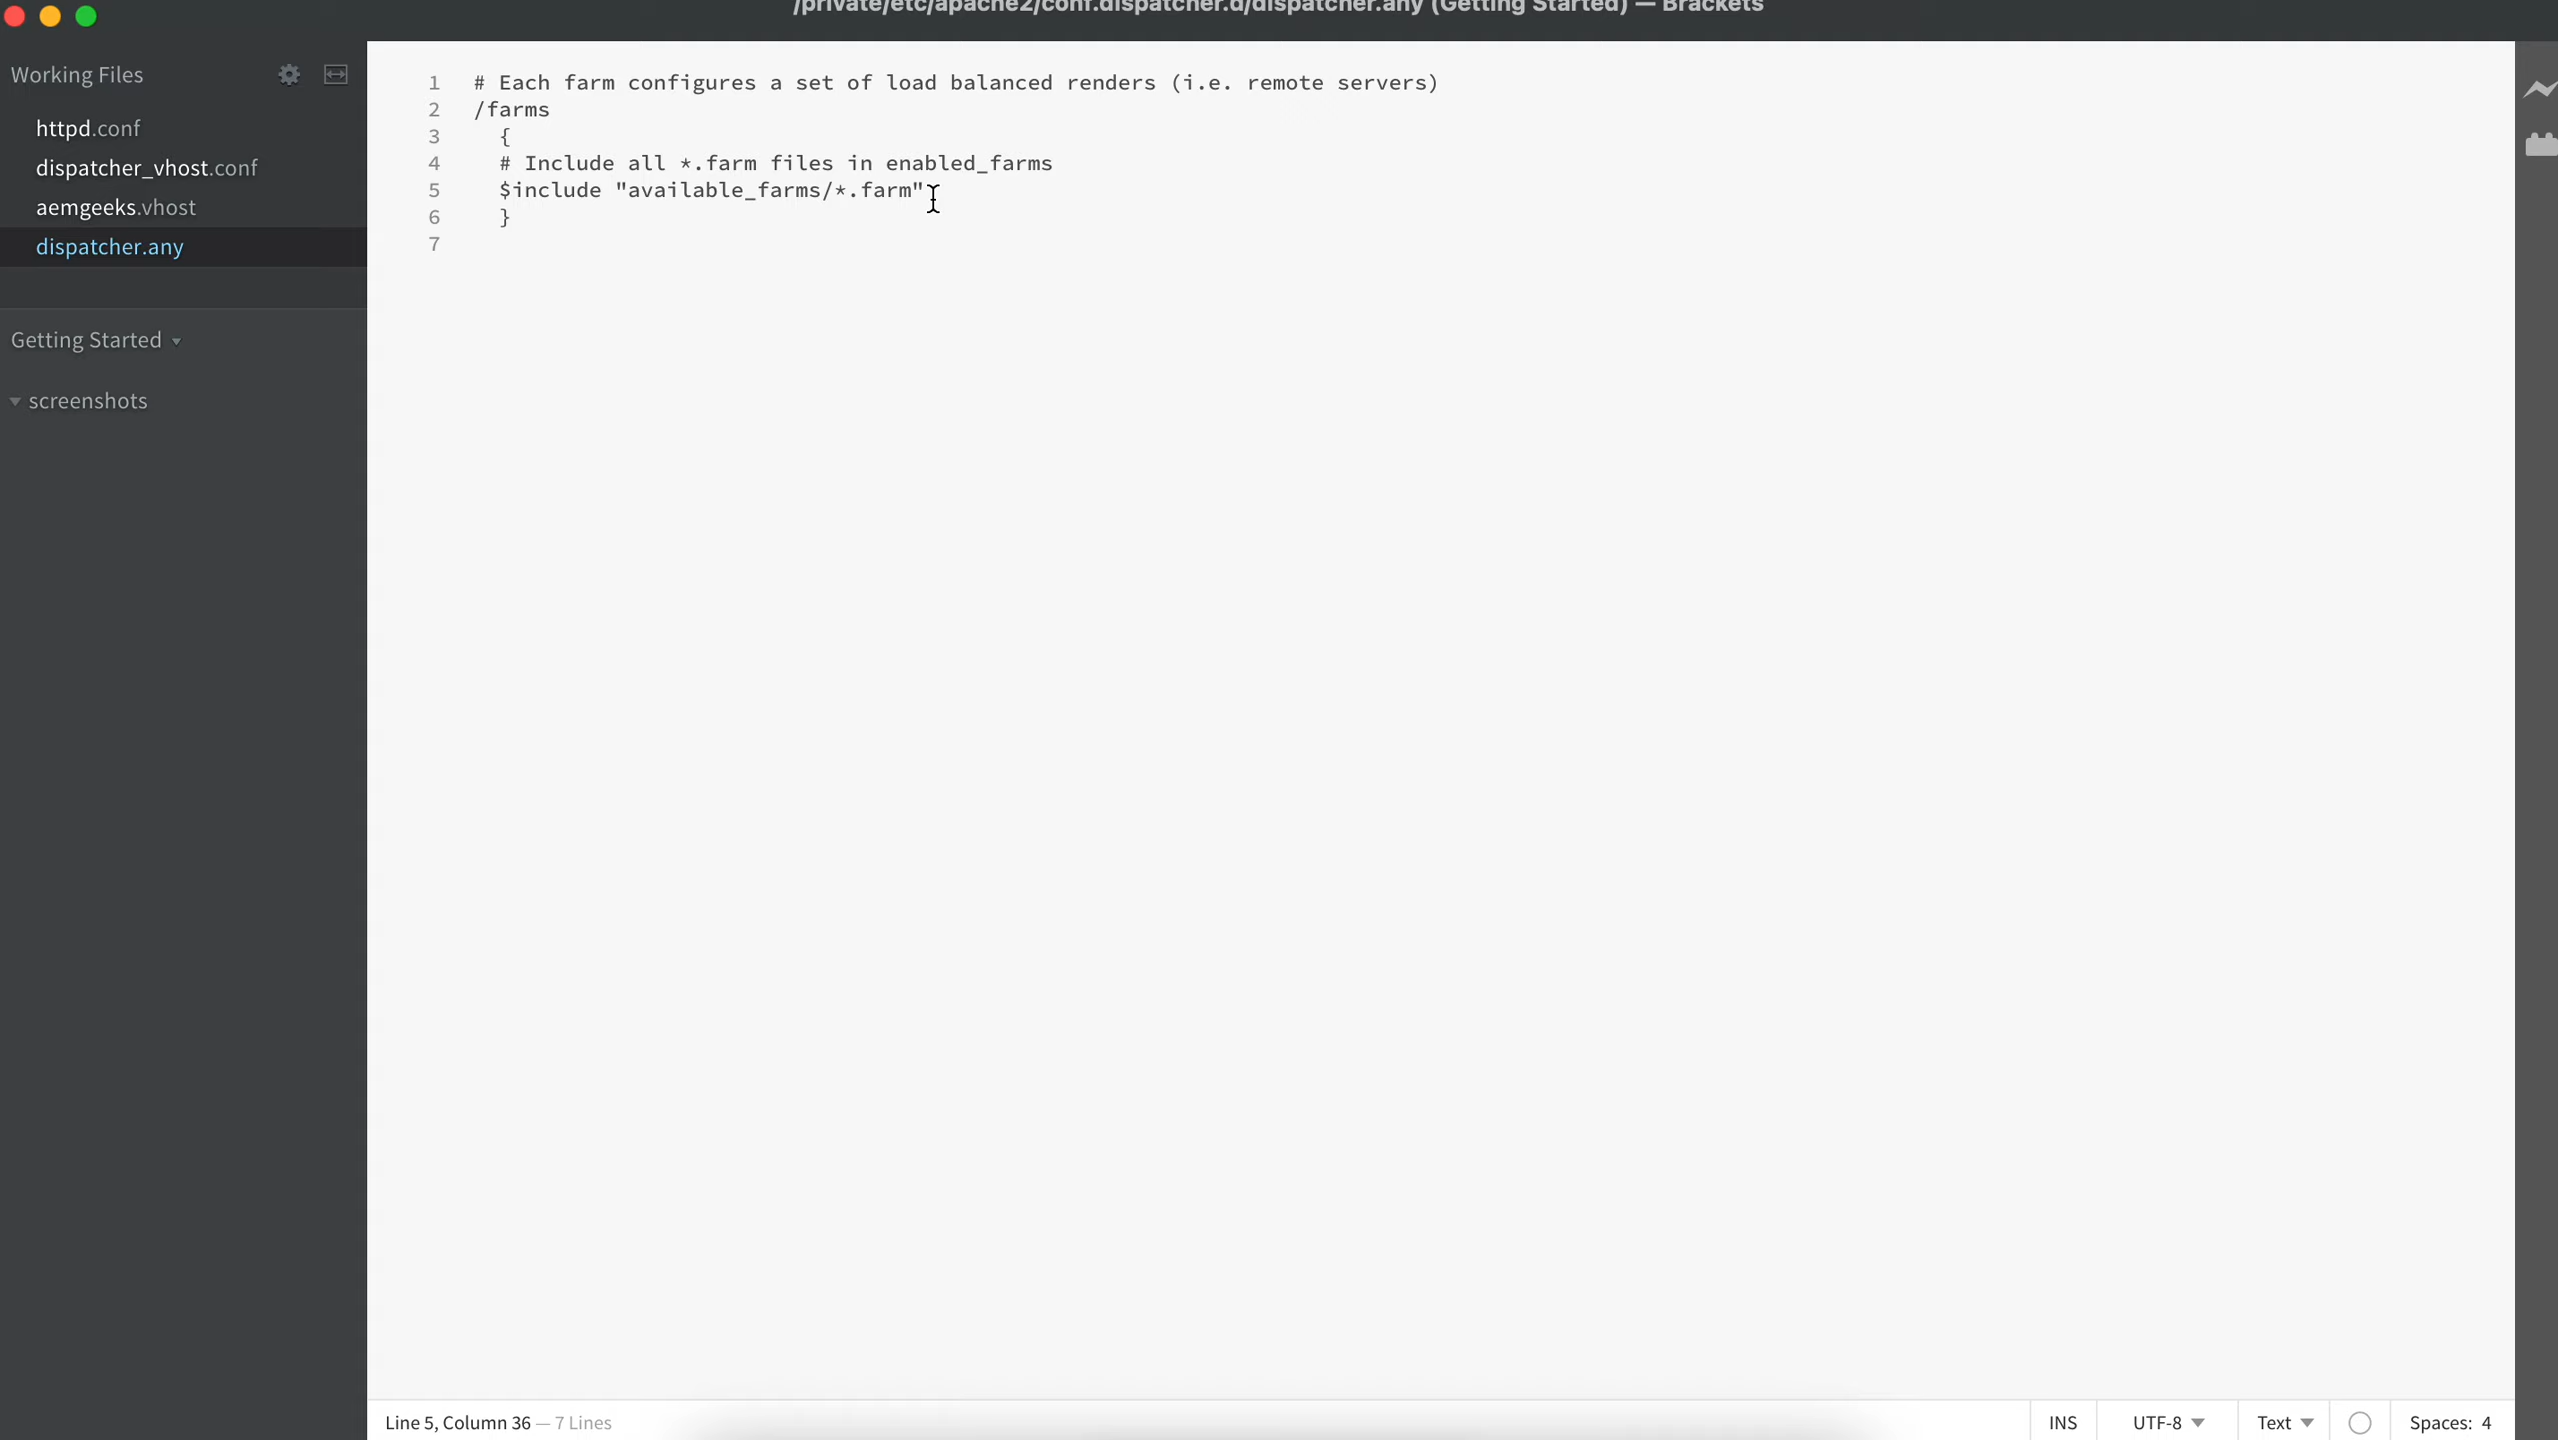 /private/etc/apache2/conf.dispatcher.d/dispatcher.any (Getting Started) — Brackets
Working Files
httpd.conf
dispatcher_vhost.conf
aemgeeks.vhost
dispatcher.any
Getting Started
screenshots
1 # Each farm configures a set of load balanced renders (i.e. remote servers)
2 /farms
3 {
4 # Include all *.farm files in enabled_farms
5 $include "available_farms/*.farm"
6 }
7
Line 5, Column 36 — 7 Lines
INS
UTF-8
Text
Spaces: 4